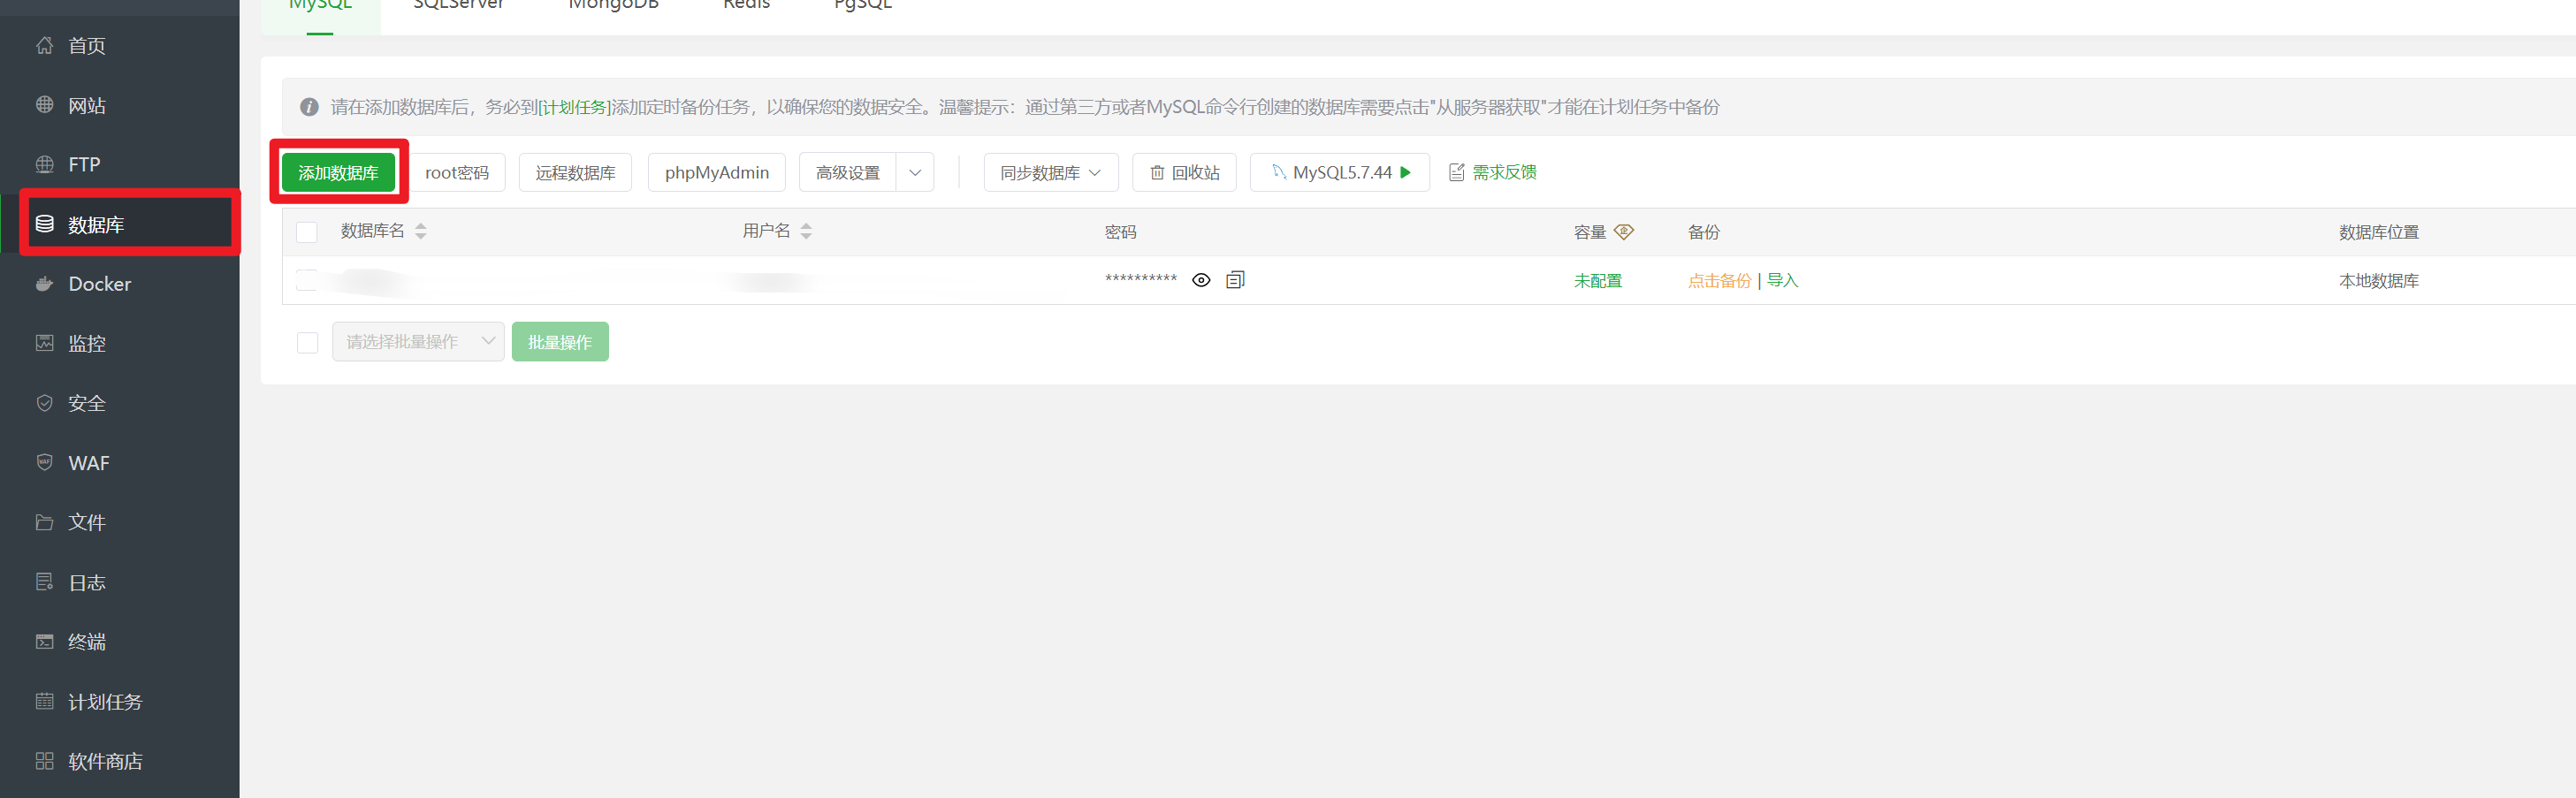 MySQL SQLServer MongoDB Redis PgSQL
首页
网站
FTP
数据库
Docker
监控
安全
WAF
文件
日志
终端
计划任务
软件商店
请在添加数据库后，务必到[计划任务]添加定时备份任务，以确保您的数据安全。温馨提示：通过第三方或者MySQL命令行创建的数据库需要点击"从服务器获取"才能在计划任务中备份
添加数据库 root密码 远程数据库 phpMyAdmin 高级设置 同步数据库 回收站 MySQL5.7.44 需求反馈
数据库名 用户名 密码 容量 备份 数据库位置
********** 未配置 点击备份 | 导入 本地数据库
请选择批量操作 批量操作